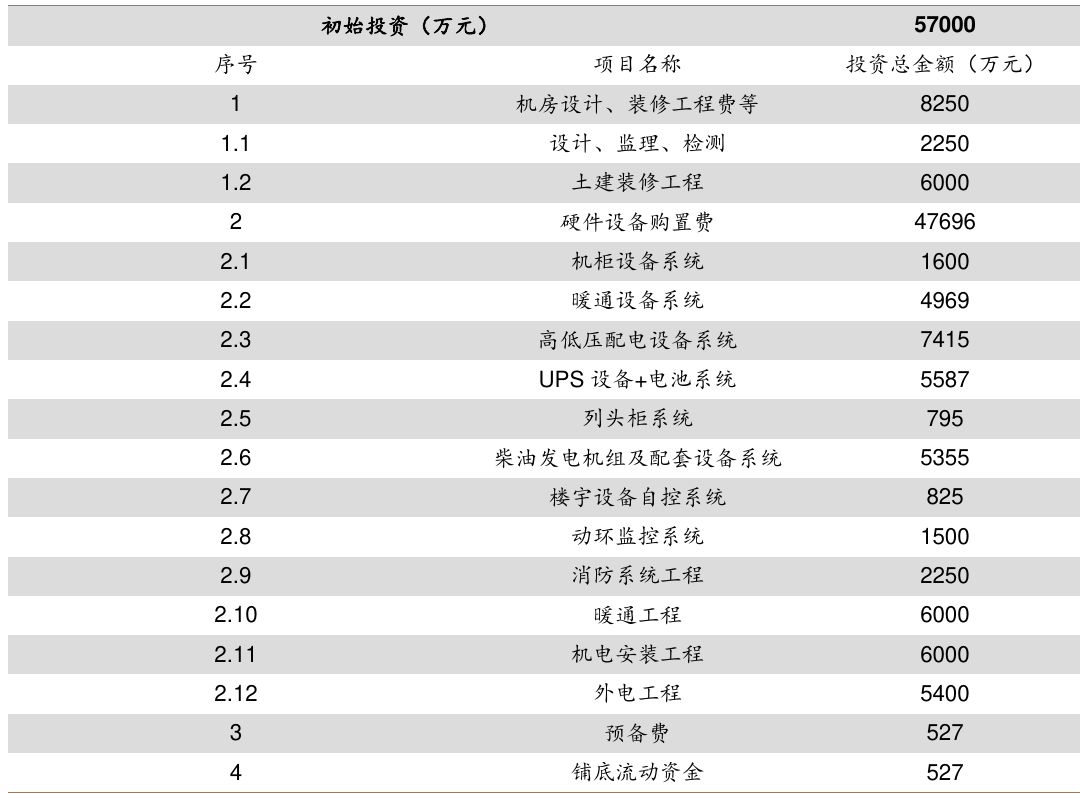 初始投资（万元） 57000
序号 项目名称 投资总金额（万元）
1 机房设计、装修工程费等 8250
1.1 设计、监理、检测 2250
1.2 土建装修工程 6000
2 硬件设备购置费 47696
2.1 机柜设备系统 1600
2.2 暖通设备系统 4969
2.3 高低压配电设备系统 7415
2.4 UPS 设备+电池系统 5587
2.5 列头柜系统 795
2.6 柴油发电机组及配套设备系统 5355
2.7 楼宇设备自控系统 825
2.8 动环监控系统 1500
2.9 消防系统工程 2250
2.10 暖通工程 6000
2.11 机电安装工程 6000
2.12 外电工程 5400
3 预备费 527
4 铺底流动资金 527